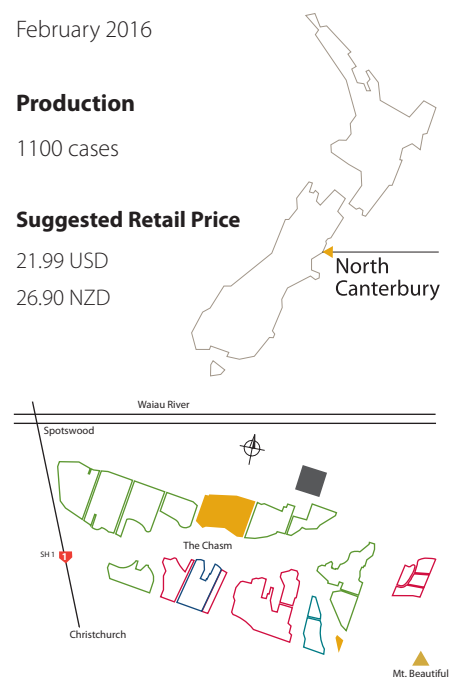 February 2016
Production
1100 cases
Suggested Retail Price
21.99 USD
26.90 NZD
North
Canterbury
Waiau River
Spotswood
The Chasm
SH 1
1
Christchurch
Mt. Beautiful